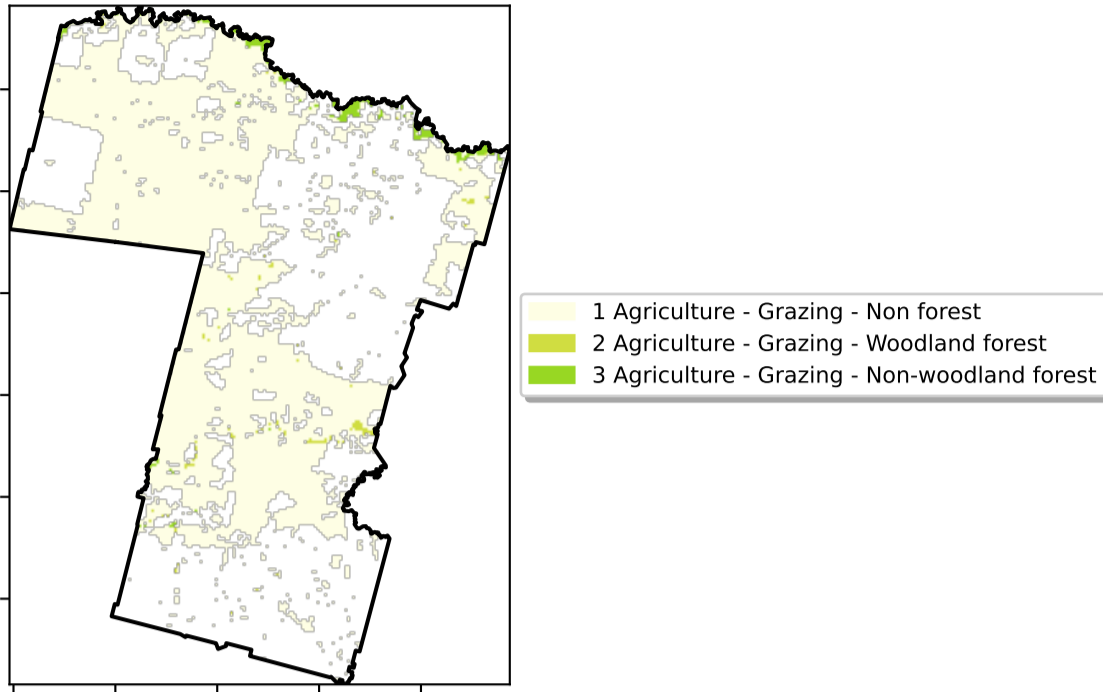 1 Agriculture - Grazing - Non forest
2 Agriculture - Grazing - Woodland forest
3 Agriculture - Grazing - Non-woodland forest